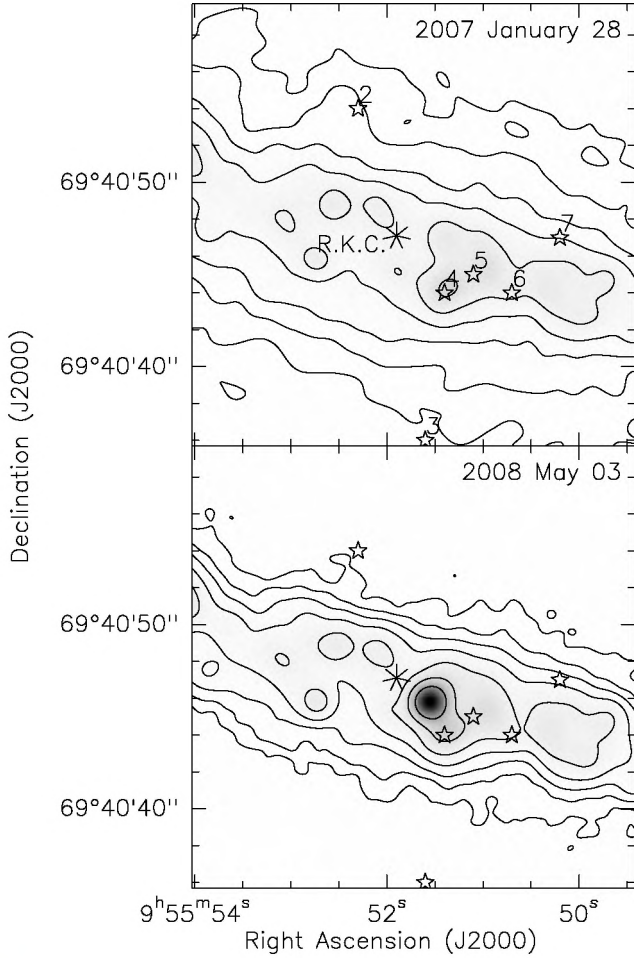 2007 January 28
2
69°40'50''
7
R.K.C.
5
4
6
69°40'40''
3
Declination (J2000)
2008 May 03
69°40'50''
69°40'40''
9ʰ55ᵐ54ˢ 52ˢ 50ˢ
Right Ascension (J2000)